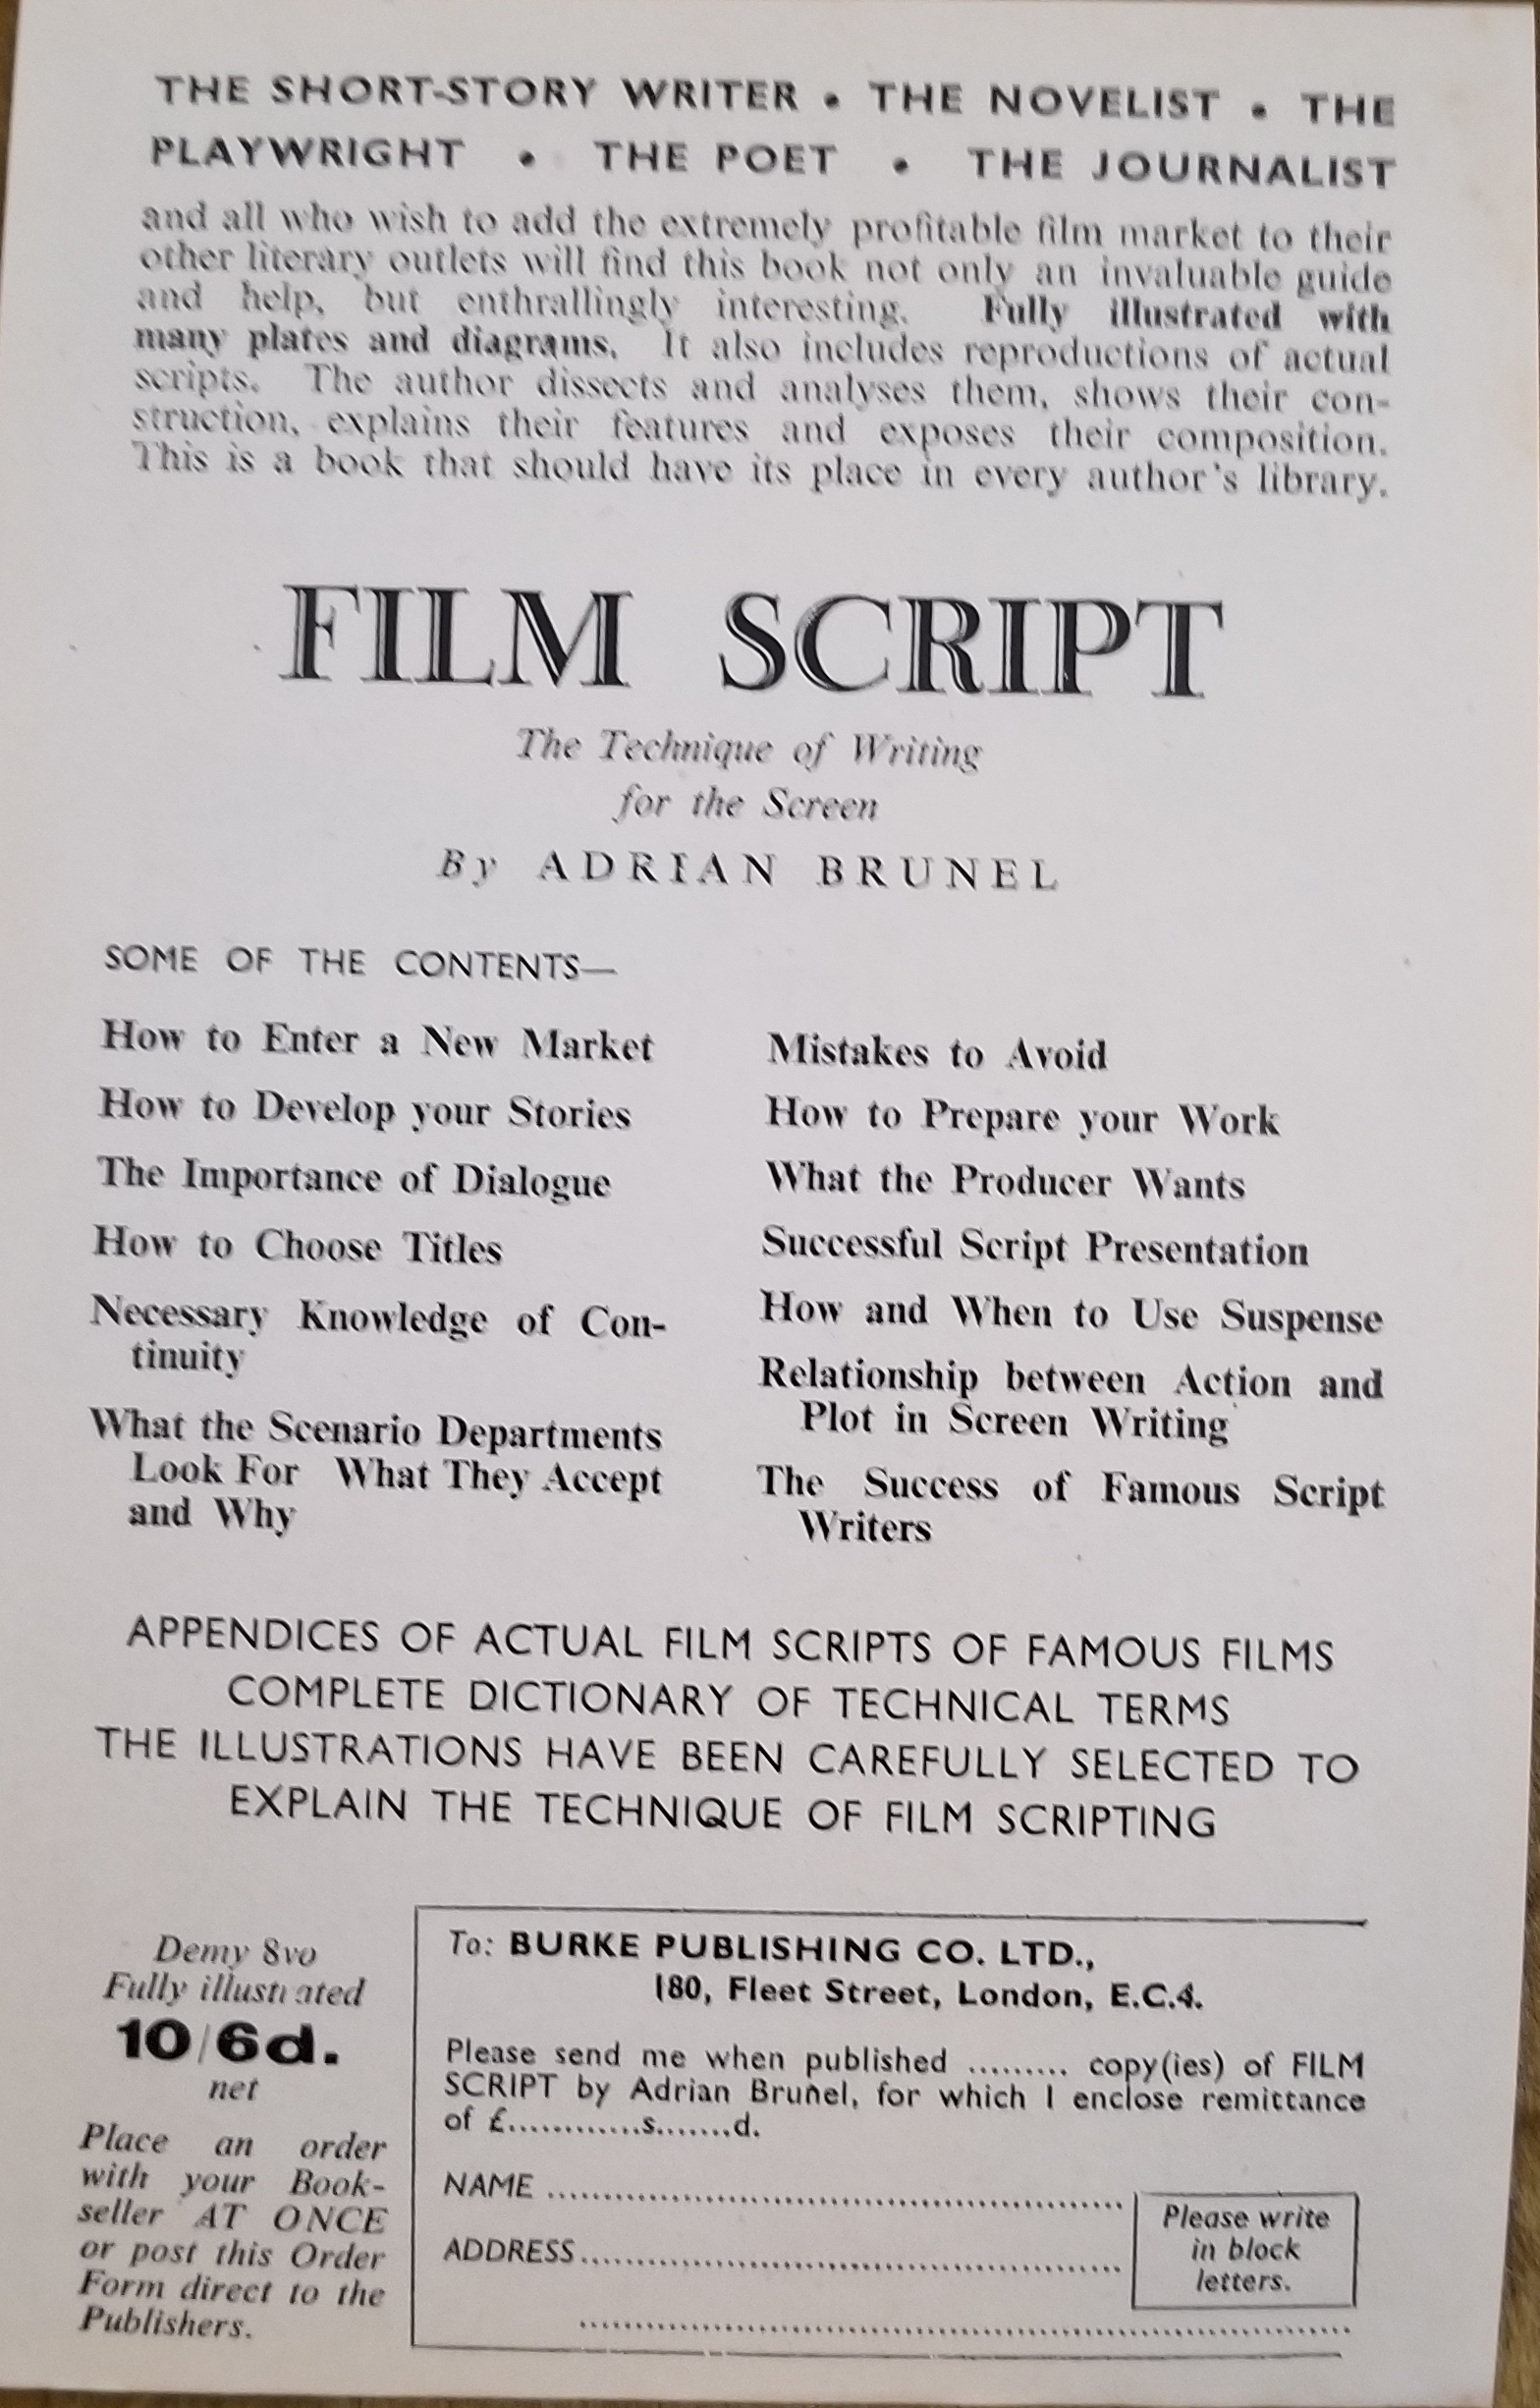 THE SHORT-STORY WRITER • THE NOVELIST • THE
PLAYWRIGHT • THE POET • THE JOURNALIST
and all who wish to add the extremely profitable film market to their
other literary outlets will find this book not only an invaluable guide
and help, but enthrallingly interesting. Fully illustrated with
many plates and diagrams. It also includes reproductions of actual
scripts. The author dissects and analyses them, shows their con-
struction, explains their features and exposes their composition.
This is a book that should have its place in every author's library.
FILM SCRIPT
The Technique of Writing
for the Screen
By ADRIAN BRUNEL
SOME OF THE CONTENTS—
How to Enter a New Market
How to Develop your Stories
The Importance of Dialogue
How to Choose Titles
Necessary Knowledge of Con-
tinuity
What the Scenario Departments
Look For What They Accept
and Why
Mistakes to Avoid
How to Prepare your Work
What the Producer Wants
Successful Script Presentation
How and When to Use Suspense
Relationship between Action and
Plot in Screen Writing
The Success of Famous Script
Writers
APPENDICES OF ACTUAL FILM SCRIPTS OF FAMOUS FILMS
COMPLETE DICTIONARY OF TECHNICAL TERMS
THE ILLUSTRATIONS HAVE BEEN CAREFULLY SELECTED TO
EXPLAIN THE TECHNIQUE OF FILM SCRIPTING
Demy 8vo
Fully illustrated
10/6d.
net
Place an order
with your Book-
seller AT ONCE
or post this Order
Form direct to the
Publishers.
To: BURKE PUBLISHING CO. LTD.,
180, Fleet Street, London, E.C.4.
Please send me when published ......... copy(ies) of FILM
SCRIPT by Adrian Brunel, for which I enclose remittance
of £.............s........d.
NAME ..........................................................
ADDRESS......................................................
Please write
in block
letters.